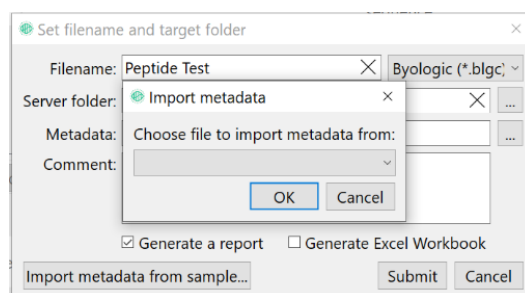 Set filename and target folder
Filename: Peptide Test Byologic (*.blgc)
Server folder: ...
Import metadata
Metadata: ...
Choose file to import metadata from:
Comment:
OK Cancel
Generate a report Generate Excel Workbook
Import metadata from sample... Submit Cancel